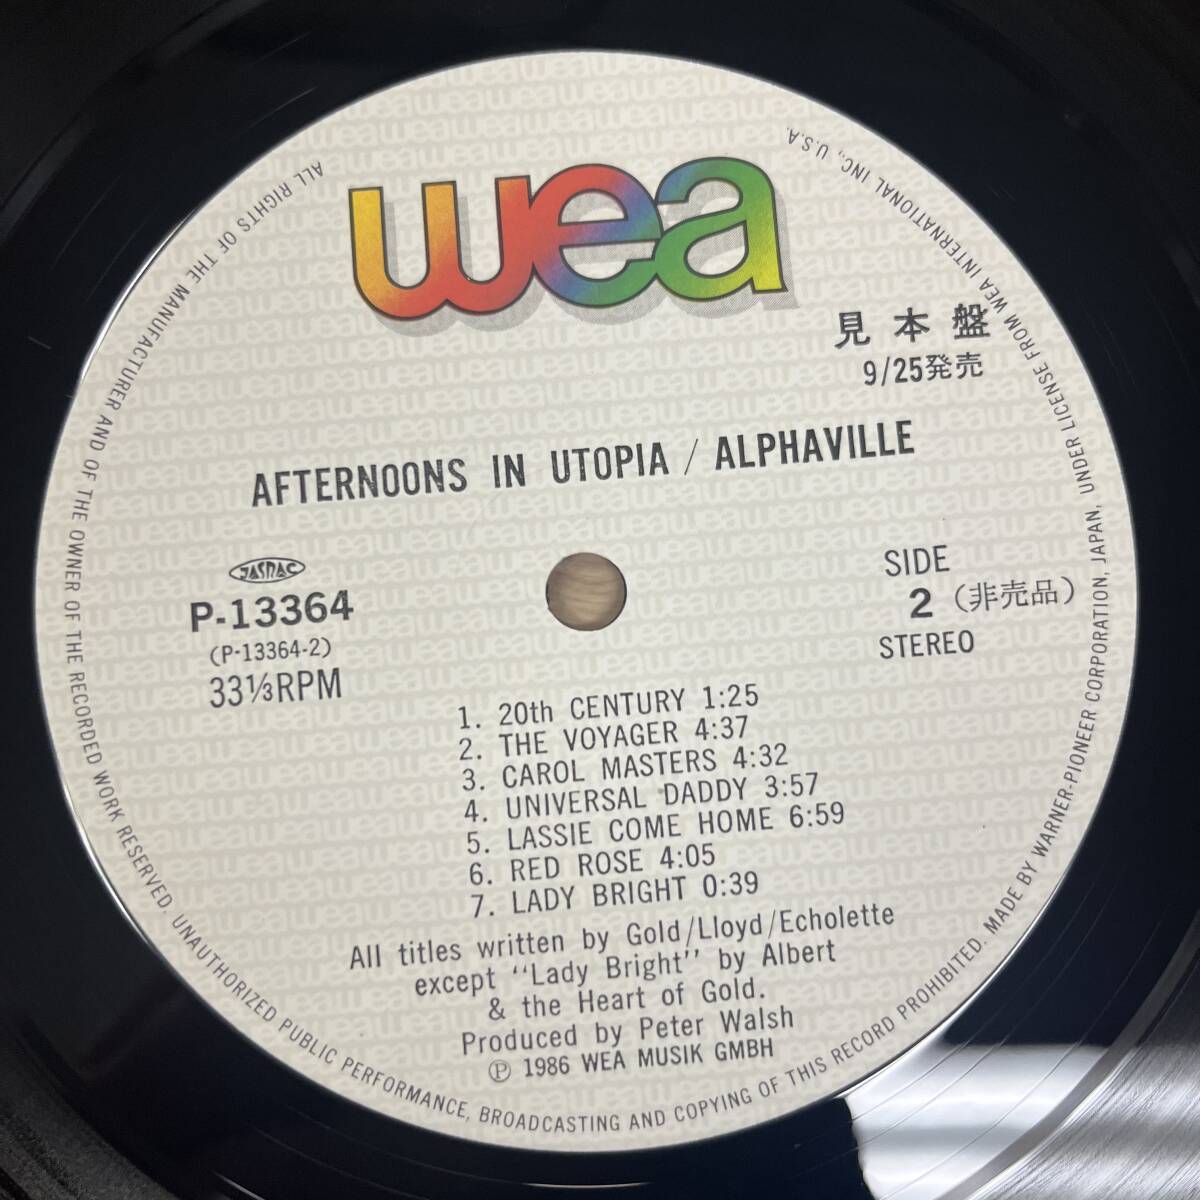 wea
見本盤
9/25発売
AFTERNOONS IN UTOPIA / ALPHAVILLE
JASRAC
P-13364
(P-13364-2)
33⅓RPM
SIDE
2 (非売品)
STEREO
1. 20th CENTURY 1:25
2. THE VOYAGER 4:37
3. CAROL MASTERS 4:32
4. UNIVERSAL DADDY 3:57
5. LASSIE COME HOME 6:59
6. RED ROSE 4:05
7. LADY BRIGHT 0:39
All titles written by Gold/Lloyd/Echolette
except "Lady Bright" by Albert
& the Heart of Gold.
Produced by Peter Walsh
℗ 1986 WEA MUSIK GMBH
ALL RIGHTS OF THE MANUFACTURER AND OF THE OWNER OF THE RECORDED WORK RESERVED. UNAUTHORIZED PUBLIC PERFORMANCE, BROADCASTING AND COPYING OF THIS RECORD PROHIBITED. MADE BY WARNER-PIONEER CORPORATION, JAPAN, UNDER LICENSE FROM WEA INTERNATIONAL INC., U.S.A.